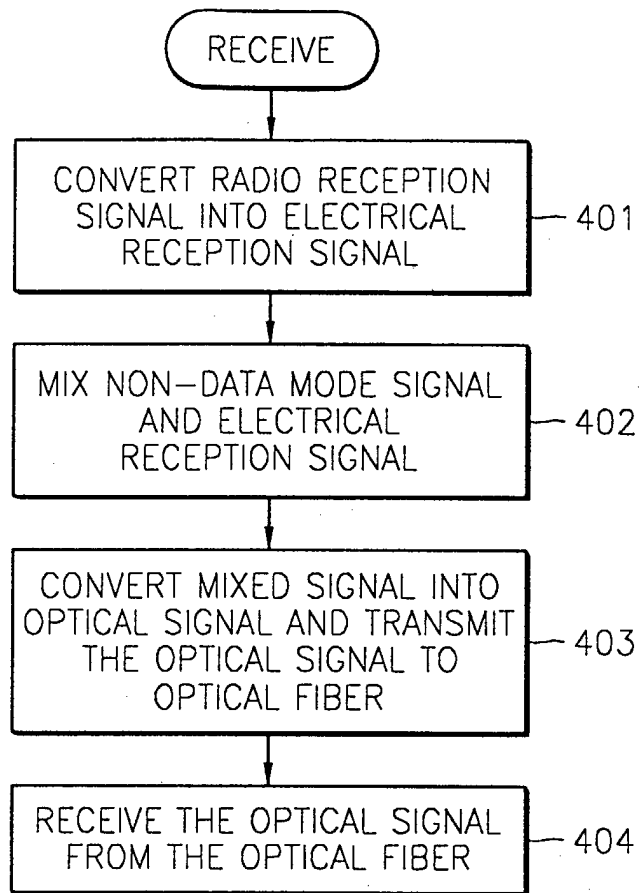 RECEIVE
CONVERT RADIO RECEPTION
SIGNAL INTO ELECTRICAL
RECEPTION SIGNAL
401
MIX NON-DATA MODE SIGNAL
AND ELECTRICAL
RECEPTION SIGNAL
402
CONVERT MIXED SIGNAL INTO
OPTICAL SIGNAL AND TRANSMIT
THE OPTICAL SIGNAL TO
OPTICAL FIBER
403
RECEIVE THE OPTICAL SIGNAL
FROM THE OPTICAL FIBER
404